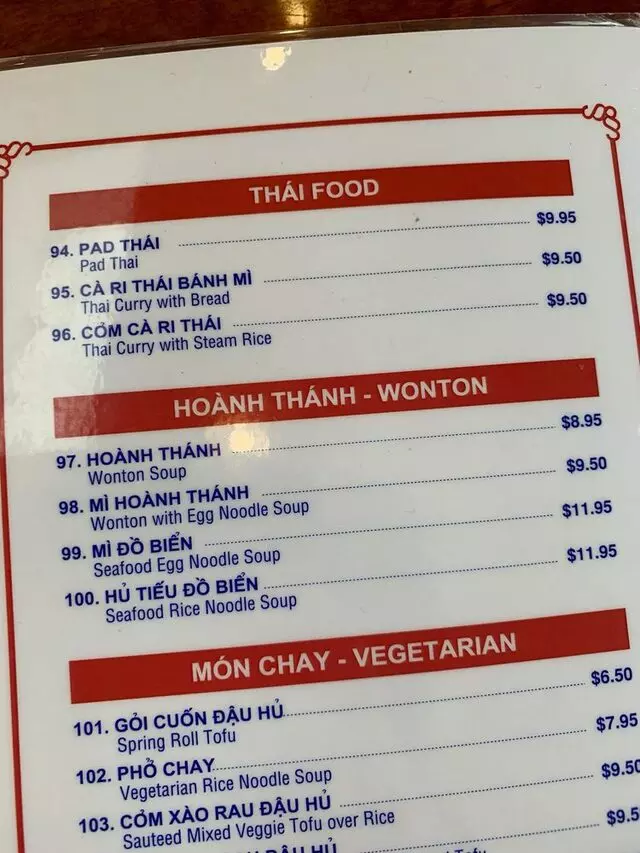 THÁI FOOD
94. PAD THÁI $9.95
Pad Thai
95. CÀ RI THÁI BÁNH MÌ $9.50
Thai Curry with Bread
96. CƠM CÀ RI THÁI $9.50
Thai Curry with Steam Rice
HOÀNH THÁNH - WONTON
97. HOÀNH THÁNH $8.95
Wonton Soup
98. MÌ HOÀNH THÁNH $9.50
Wonton with Egg Noodle Soup
99. MÌ ĐỒ BIỂN $11.95
Seafood Egg Noodle Soup
100. HỦ TIẾU ĐỒ BIỂN $11.95
Seafood Rice Noodle Soup
MÓN CHAY - VEGETARIAN
101. GỎI CUỐN ĐẬU HỦ $6.50
Spring Roll Tofu
102. PHỞ CHAY $7.95
Vegetarian Rice Noodle Soup
103. CƠM XÀO RAU ĐẬU HỦ $9.50
Sauteed Mixed Veggie Tofu over Rice
ĐẬU HỦ $9.5